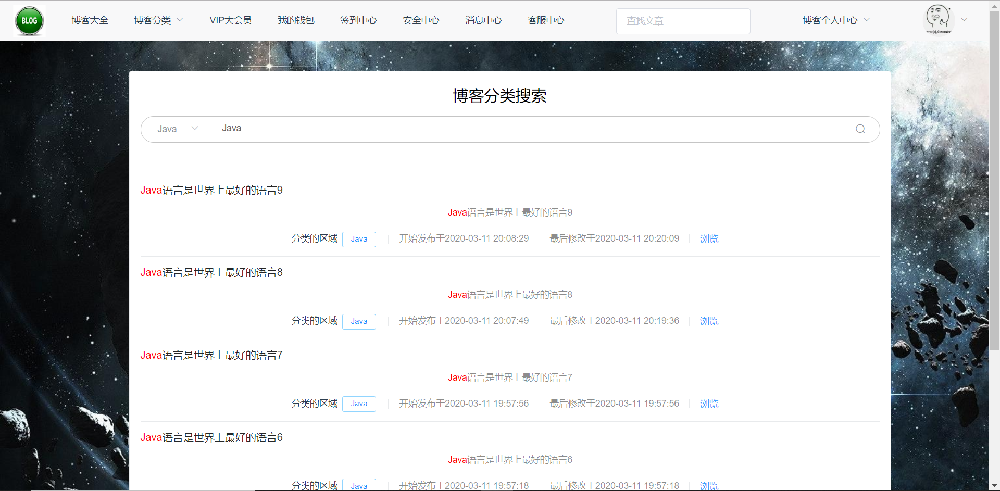 BLOG 博客大全 博客分类 VIP大会员 我的钱包 签到中心 安全中心 消息中心 客服中心 查找文章 博客个人中心
rror(s), 0 warnin
博客分类搜索
Java Java
Java语言是世界上最好的语言9
Java语言是世界上最好的语言9
分类的区域 Java 开始发布于2020-03-11 20:08:29 最后修改于2020-03-11 20:20:09 浏览
Java语言是世界上最好的语言8
Java语言是世界上最好的语言8
分类的区域 Java 开始发布于2020-03-11 20:07:49 最后修改于2020-03-11 20:19:36 浏览
Java语言是世界上最好的语言7
Java语言是世界上最好的语言7
分类的区域 Java 开始发布于2020-03-11 19:57:56 最后修改于2020-03-11 19:57:56 浏览
Java语言是世界上最好的语言6
Java语言是世界上最好的语言6
分类的区域 Java 开始发布于2020-03-11 19:57:18 最后修改于2020-03-11 19:57:18 浏览